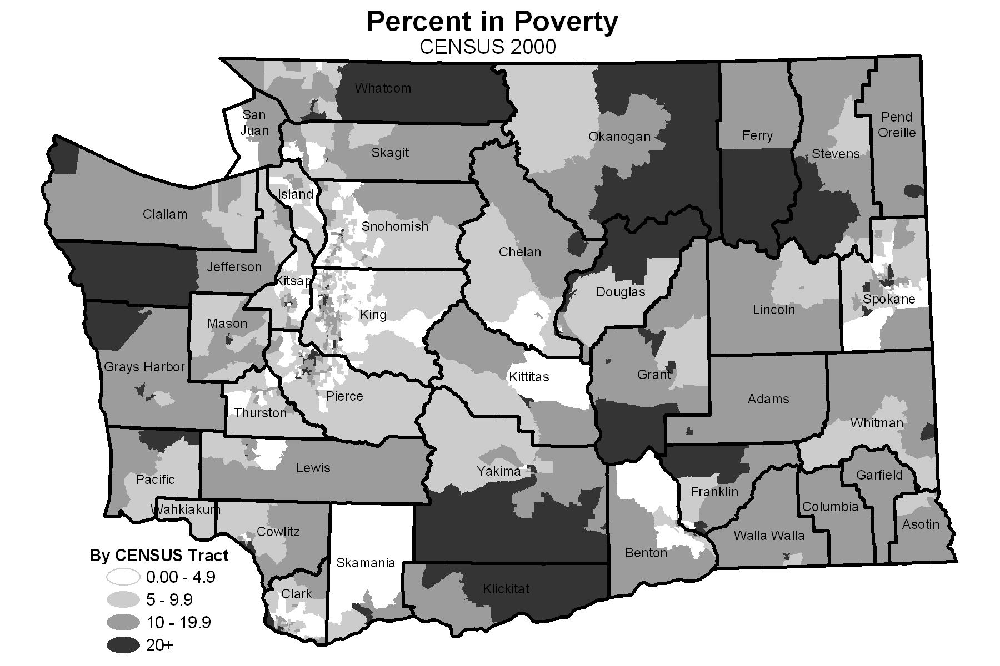 Percent in Poverty
CENSUS 2000
Whatcom
San
Juan
Skagit
Okanogan
Ferry
Stevens
Pend
Oreille
Island
Clallam
Snohomish
Chelan
Jefferson
Kitsap
King
Douglas
Lincoln
Spokane
Mason
Grays Harbor
Kittitas
Grant
Adams
Pierce
Thurston
Whitman
Lewis
Yakima
Pacific
Wahkiakum
Garfield
Franklin
Columbia
Asotin
Cowlitz
Walla Walla
Benton
Skamania
Klickitat
Clark
By CENSUS Tract
0.00 - 4.9
5 - 9.9
10 - 19.9
20+